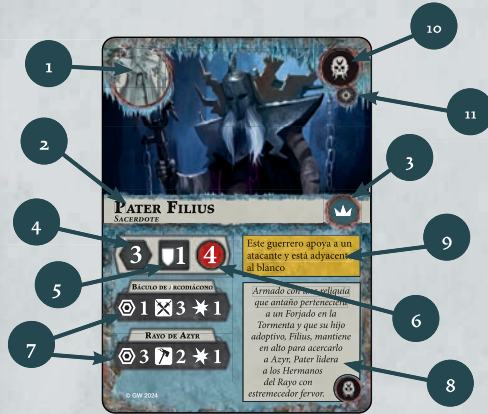 10
1
11
2
3
Pater Filius
Sacerdote
4
3 1 4
Este guerrero apoya a un
atacante y está adyacente
al blanco
9
5
Báculo de Arcodiácono
1 3 1
6
Rayo de Azyr
3 2 1
7
Armado con una reliquia
que antaño perteneciera
a un Forjado en la
Tormenta y que su hijo
adoptivo, Filius, mantiene
en alto para acercarlo
a Azyr, Pater lidera
a los Hermanos
del Rayo con
estremecedor fervor.
8
© GW 2024